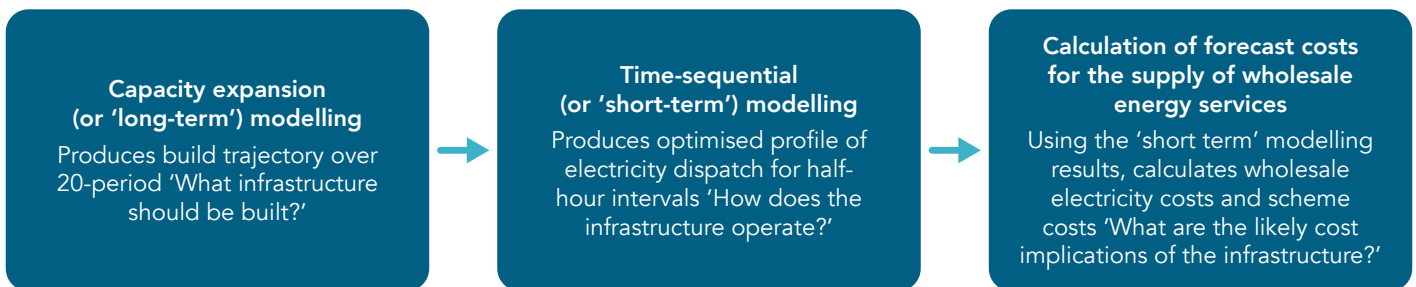 Capacity expansion
(or ‘long-term’) modelling
Produces build trajectory over
20-period ‘What infrastructure
should be built?’
Time-sequential
(or ‘short-term’) modelling
Produces optimised profile of
electricity dispatch for half-
hour intervals ‘How does the
infrastructure operate?’
Calculation of forecast costs
for the supply of wholesale
energy services
Using the ‘short term’ modelling
results, calculates wholesale
electricity costs and scheme
costs ‘What are the likely cost
implications of the infrastructure?’